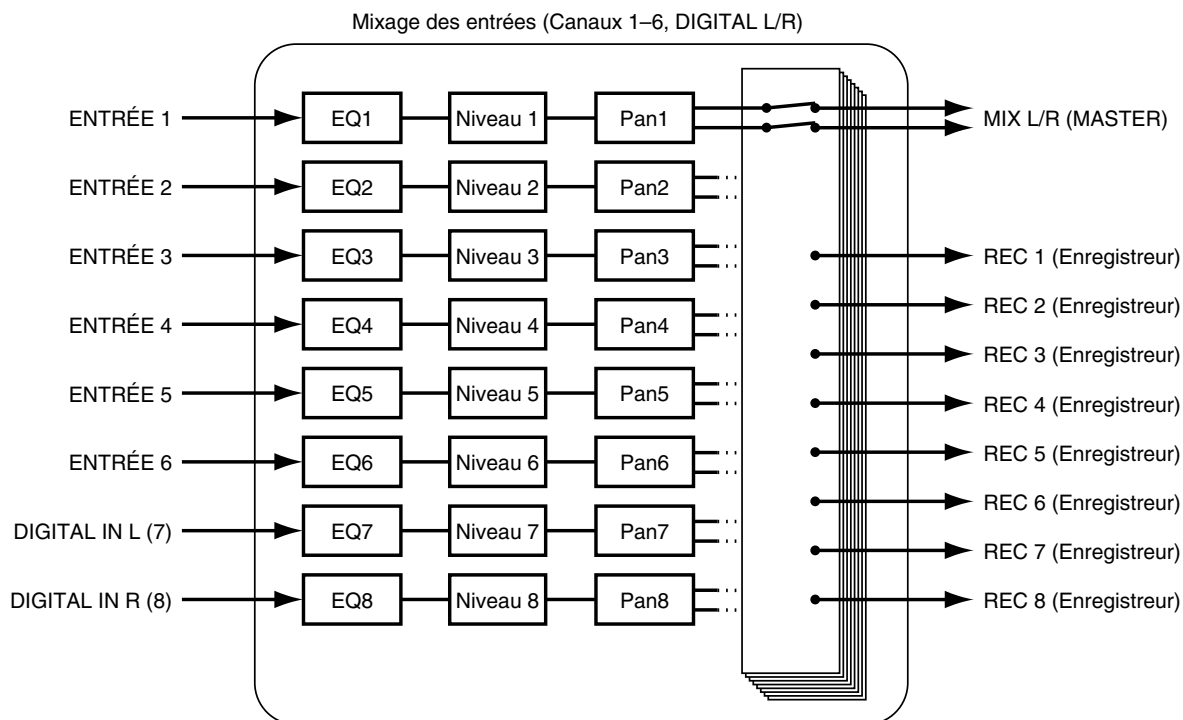 Mixage des entrées (Canaux 1–6, DIGITAL L/R)
ENTRÉE 1 EQ1 Niveau 1 Pan1 MIX L/R (MASTER)
ENTRÉE 2 EQ2 Niveau 2 Pan2
ENTRÉE 3 EQ3 Niveau 3 Pan3 REC 1 (Enregistreur)
REC 2 (Enregistreur)
ENTRÉE 4 EQ4 Niveau 4 Pan4
REC 3 (Enregistreur)
ENTRÉE 5 EQ5 Niveau 5 Pan5 REC 4 (Enregistreur)
REC 5 (Enregistreur)
ENTRÉE 6 EQ6 Niveau 6 Pan6
REC 6 (Enregistreur)
DIGITAL IN L (7) EQ7 Niveau 7 Pan7
REC 7 (Enregistreur)
DIGITAL IN R (8) EQ8 Niveau 8 Pan8 REC 8 (Enregistreur)